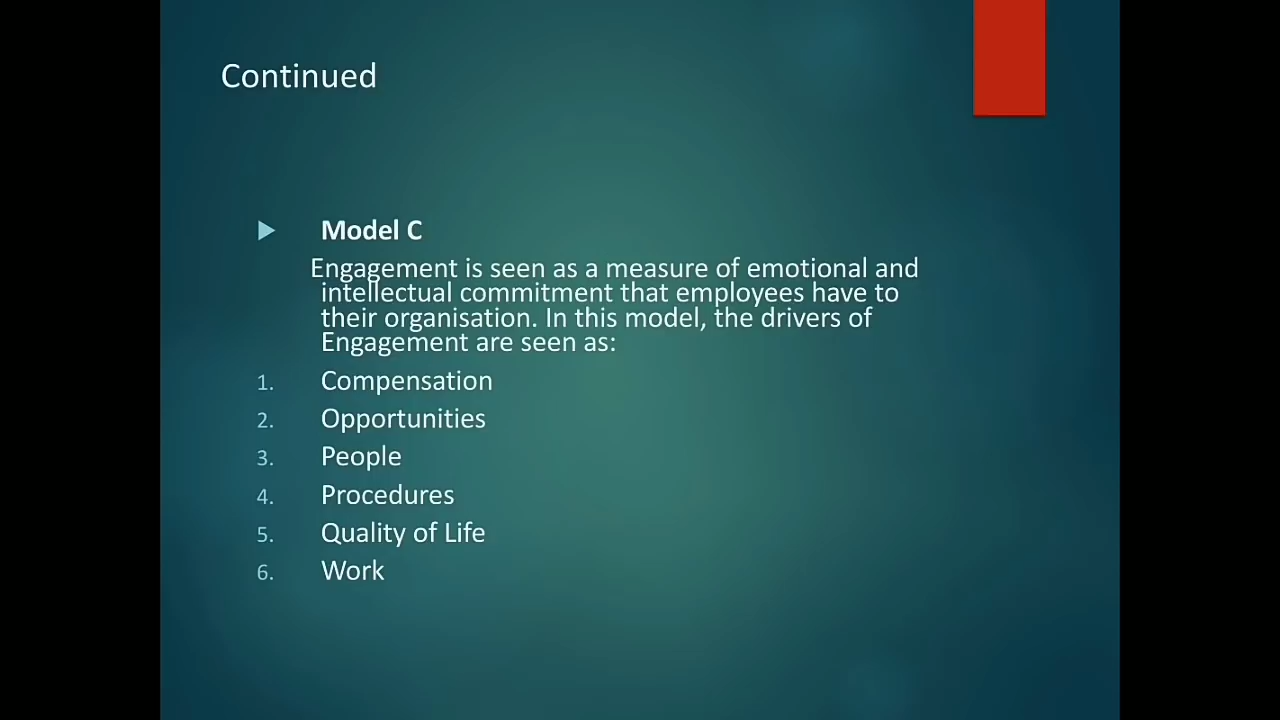 Continued
Model C
Engagement is seen as a measure of emotional and
intellectual commitment that employees have to
their organisation. In this model, the drivers of
Engagement are seen as:
1. Compensation
2. Opportunities
3. People
4. Procedures
5. Quality of Life
6. Work